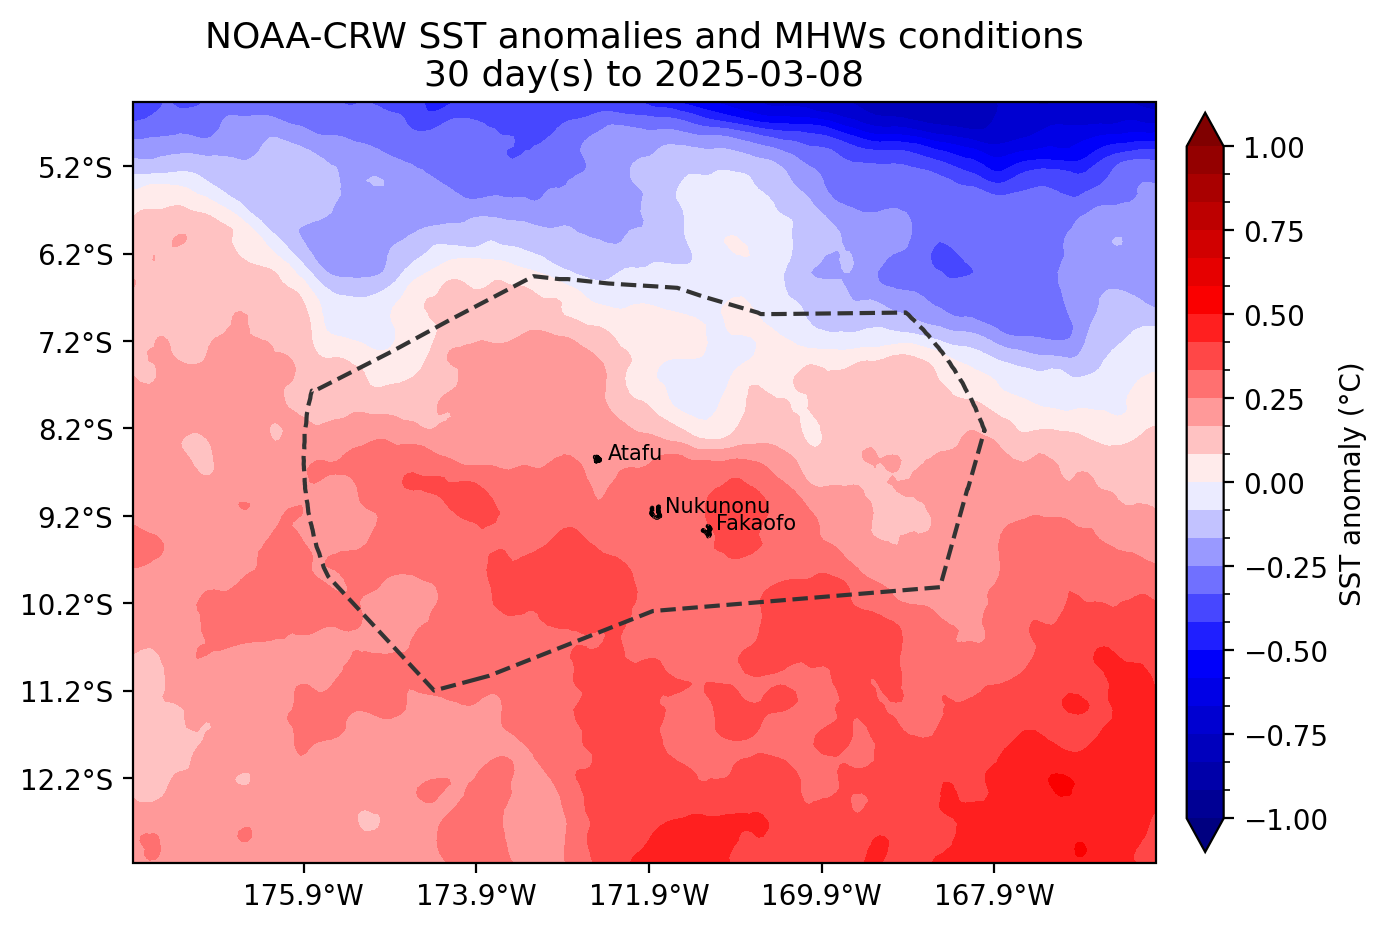 NOAA-CRW SST anomalies and MHWs conditions
30 day(s) to 2025-03-08
5.2°S
6.2°S
7.2°S
8.2°S
9.2°S
10.2°S
11.2°S
12.2°S
175.9°W
173.9°W
171.9°W
169.9°W
167.9°W
Atafu
Nukunonu
Fakaofo
1.00
0.75
0.50
0.25
0.00
−0.25
−0.50
−0.75
−1.00
SST anomaly (°C)